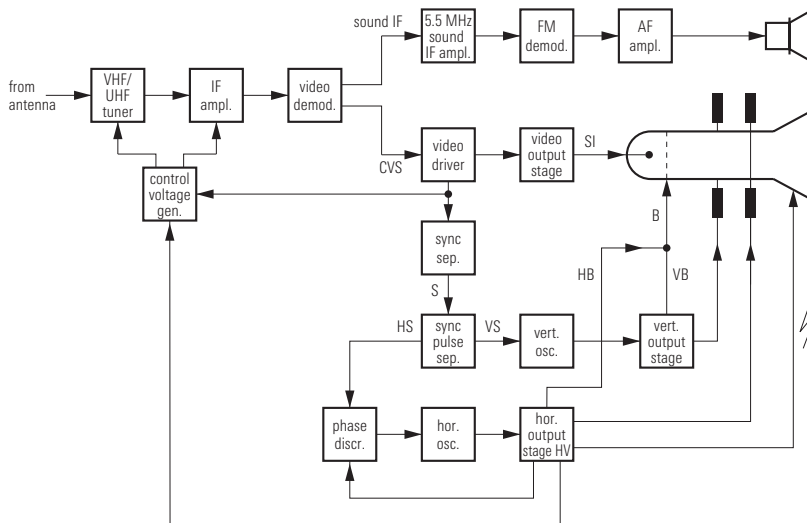 sound IF
5.5 MHz
sound
IF ampl.
FM
demod.
AF
ampl.
from
antenna
VHF/
UHF
tuner
IF
ampl.
video
demod.
CVS
video
driver
video
output
stage
SI
control
voltage
gen.
B
sync
sep.
HB
VB
S
HS
sync
pulse
sep.
VS
vert.
osc.
vert.
output
stage
phase
discr.
hor.
osc.
hor.
output
stage HV